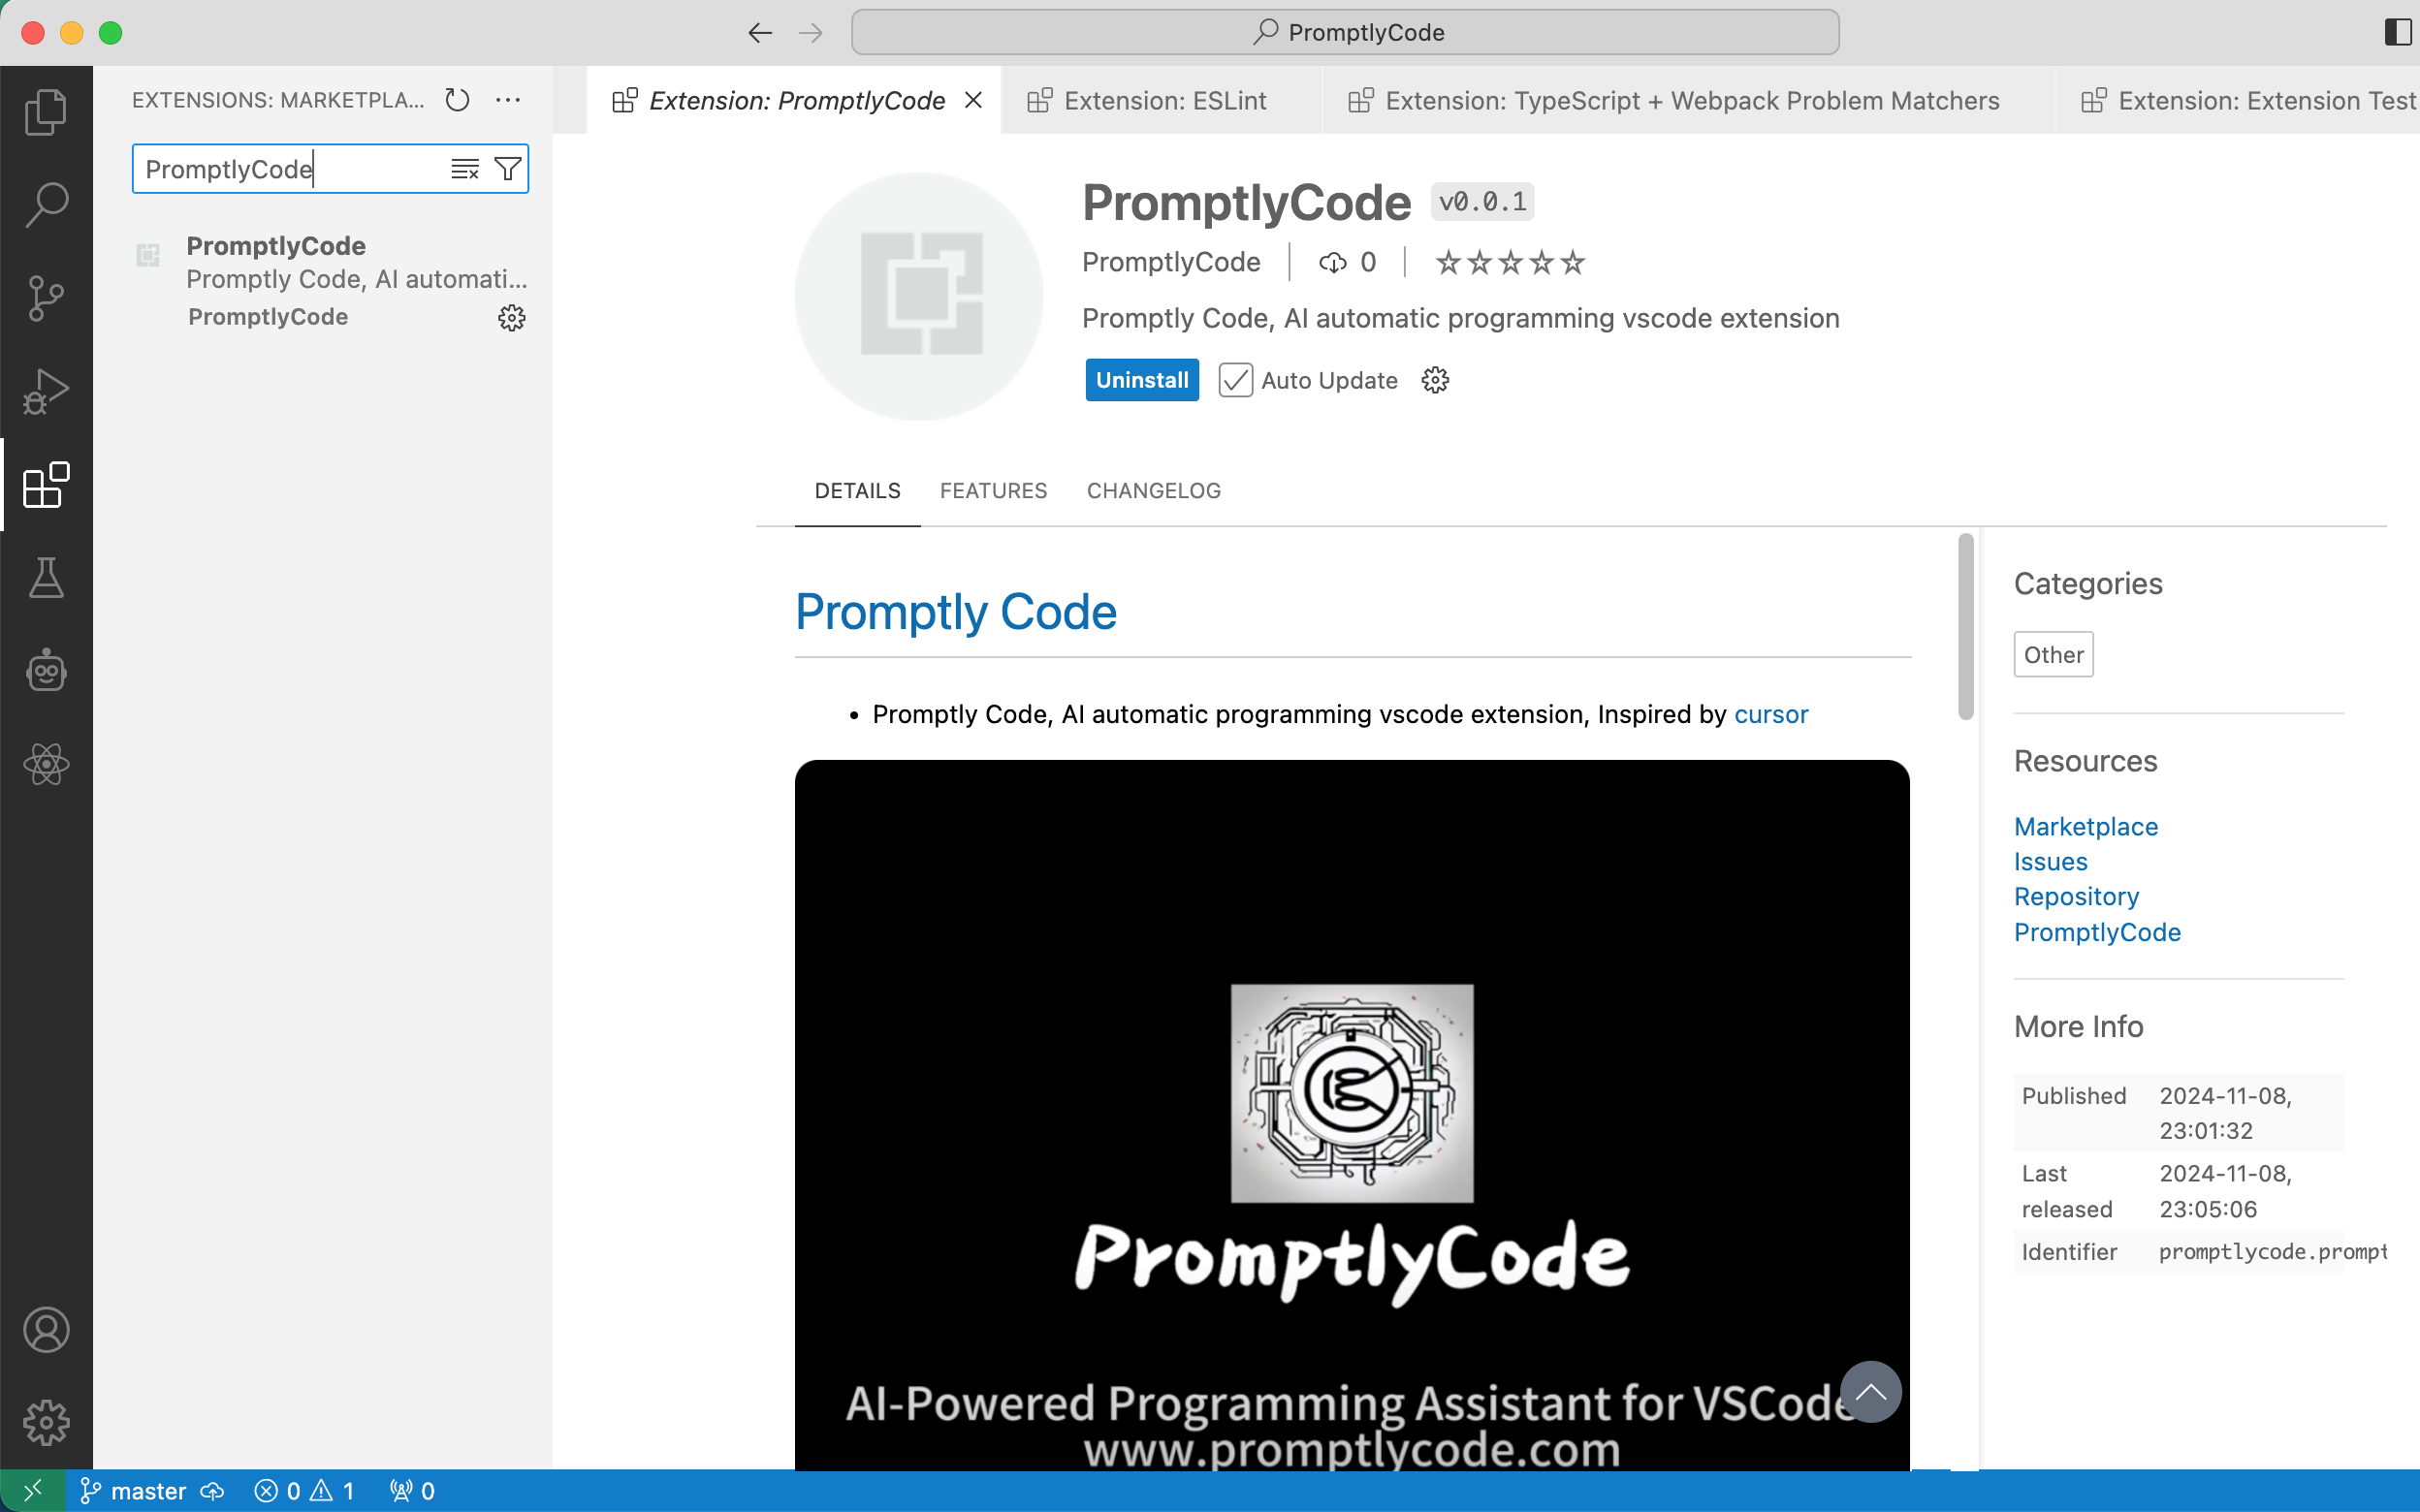 PromptlyCode
EXTENSIONS: MARKETPLA...
Extension: PromptlyCode
Extension: ESLint
Extension: TypeScript + Webpack Problem Matchers
Extension: Extension Test
PromptlyCode
PromptlyCode
Promptly Code, AI automati...
PromptlyCode
PromptlyCode v0.0.1
PromptlyCode 0
Promptly Code, AI automatic programming vscode extension
Uninstall Auto Update
DETAILS FEATURES CHANGELOG
Promptly Code
• Promptly Code, AI automatic programming vscode extension, Inspired by cursor
PromptlyCode
AI-Powered Programming Assistant for VSCode
www.promptlycode.com
Categories
Other
Resources
Marketplace
Issues
Repository
PromptlyCode
More Info
Published 2024-11-08,
23:01:32
Last 2024-11-08,
released 23:05:06
Identifier promptlycode.prompt
master 0 1 0